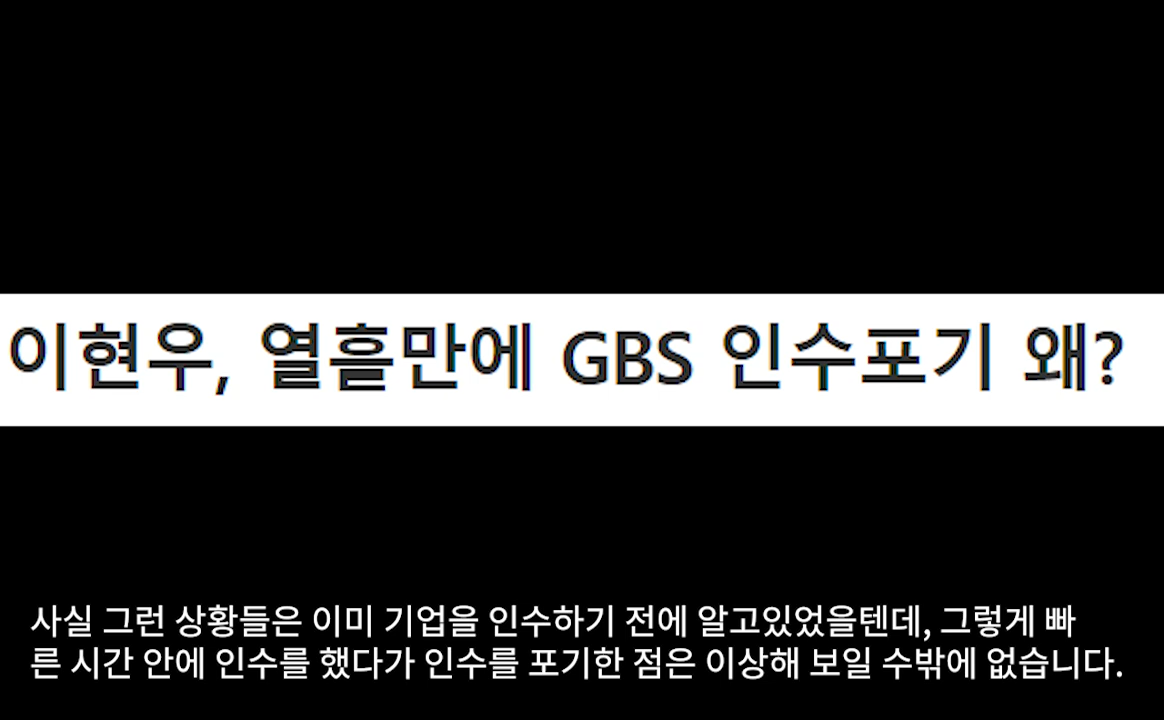 이현우, 열흘만에 GBS 인수포기 왜?
사실 그런 상황들은 이미 기업을 인수하기 전에 알고있었을텐데, 그렇게 빠
른 시간 안에 인수를 했다가 인수를 포기한 점은 이상해 보일 수밖에 없습니다.